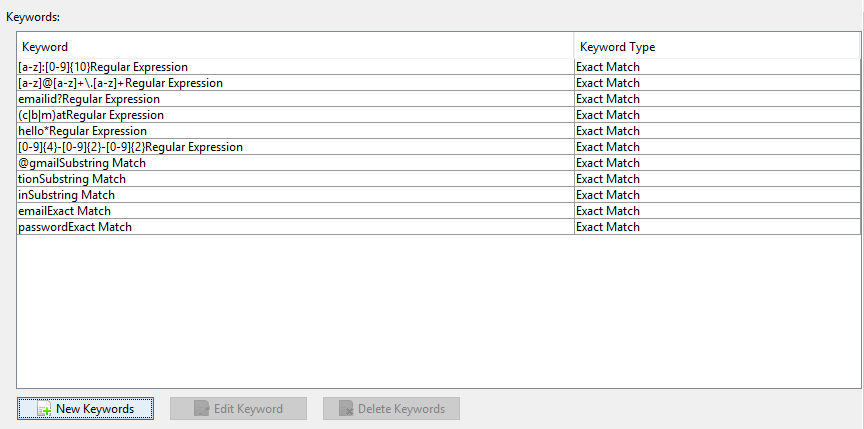 Keywords:
Keyword Keyword Type
[a-z]:[0-9]{10}Regular Expression Exact Match
[a-z]@[a-z]+\.[a-z]+Regular Expression Exact Match
emailid?Regular Expression Exact Match
(c|b|m)atRegular Expression Exact Match
hello*Regular Expression Exact Match
[0-9]{4}-[0-9]{2}-[0-9]{2}Regular Expression Exact Match
@gmailSubstring Match Exact Match
tionSubstring Match Exact Match
inSubstring Match Exact Match
emailExact Match Exact Match
passwordExact Match Exact Match
New Keywords Edit Keyword Delete Keywords